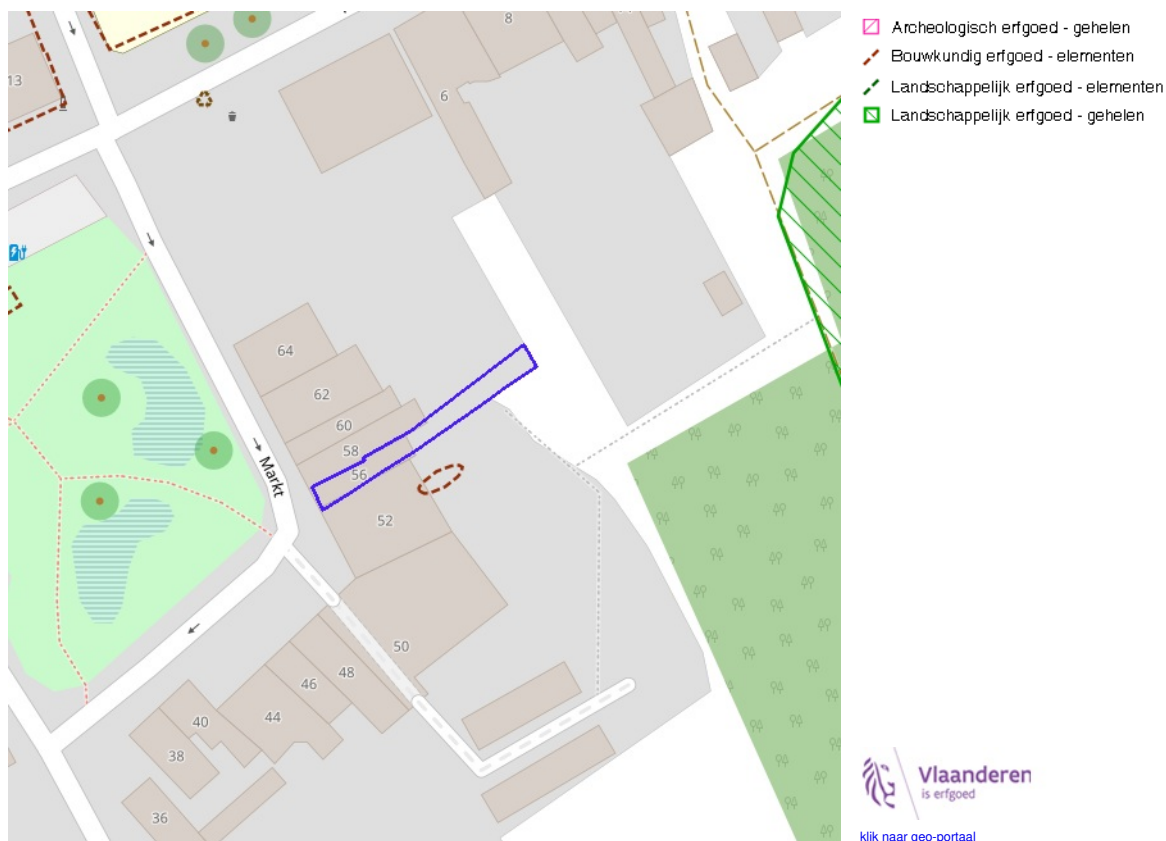 Archeologisch erfgoed - gehelen
Bouwkundig erfgoed - elementen
Landschappelijk erfgoed - elementen
Landschappelijk erfgoed - gehelen
8
13
6
64
62
60
58
56
52
Markt
50
48
46
44
40
38
36
Vlaanderen
is erfgoed
klik naar geo-portaal